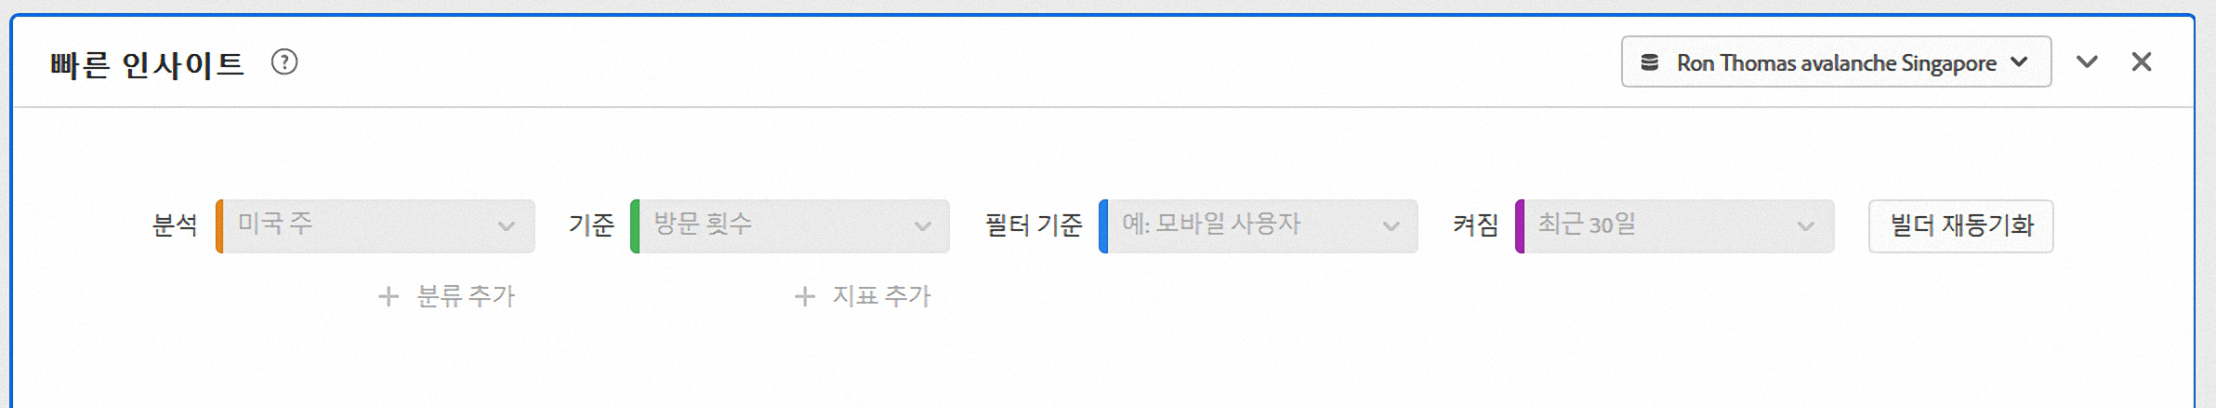 빠른 인사이트 ? Ron Thomas avalanche Singapore
분석 미국 주 기준 방문 횟수 필터 기준 예: 모바일 사용자 켜짐 최근 30일 빌더 재동기화
+ 분류 추가 + 지표 추가